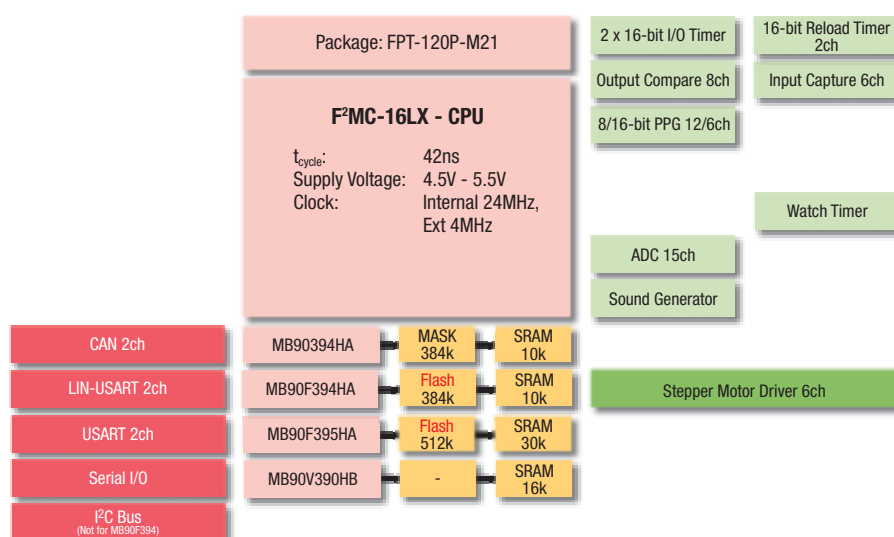 Package: FPT-120P-M21
F²MC-16LX - CPU
tcycle: 42ns
Supply Voltage: 4.5V - 5.5V
Clock: Internal 24MHz,
Ext 4MHz
2 x 16-bit I/O Timer
16-bit Reload Timer
2ch
Output Compare 8ch
Input Capture 6ch
8/16-bit PPG 12/6ch
Watch Timer
ADC 15ch
Sound Generator
Stepper Motor Driver 6ch
CAN 2ch
LIN-USART 2ch
USART 2ch
Serial I/O
I²C Bus
(Not for MB90F394)
MB90394HA
MASK
384k
SRAM
10k
MB90F394HA
Flash
384k
SRAM
10k
MB90F395HA
Flash
512k
SRAM
30k
MB90V390HB
-
SRAM
16k